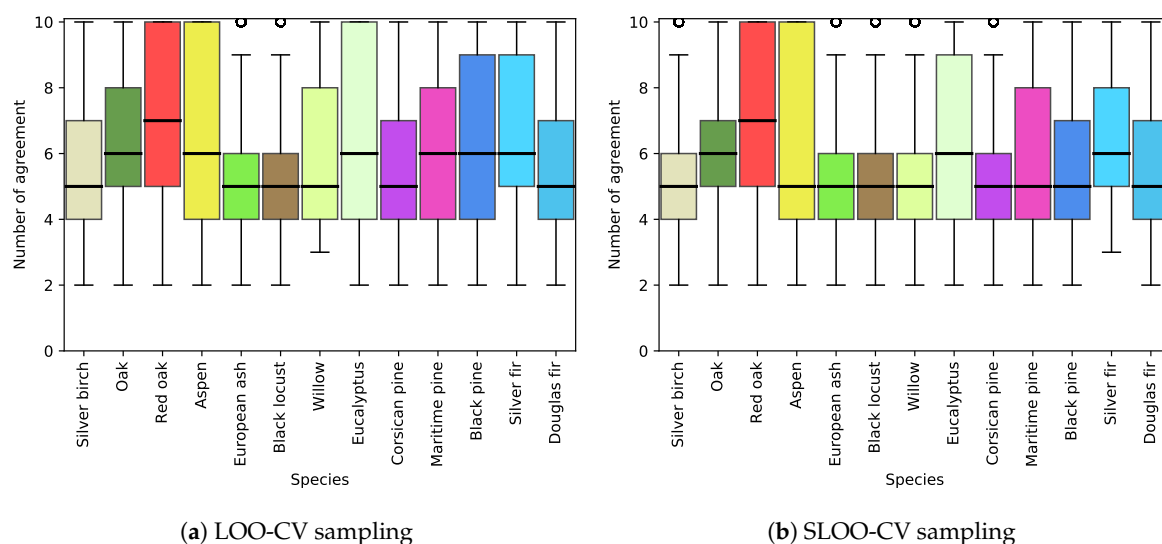 10
8
6
4
2
0
Number of agreement
Silver birch
Oak
Red oak
Aspen
European ash
Black locust
Willow
Eucalyptus
Corsican pine
Maritime pine
Black pine
Silver fir
Douglas fir
Species
(a) LOO-CV sampling
10
8
6
4
2
0
Number of agreement
Silver birch
Oak
Red oak
Aspen
European ash
Black locust
Willow
Eucalyptus
Corsican pine
Maritime pine
Black pine
Silver fir
Douglas fir
Species
(b) SLOO-CV sampling